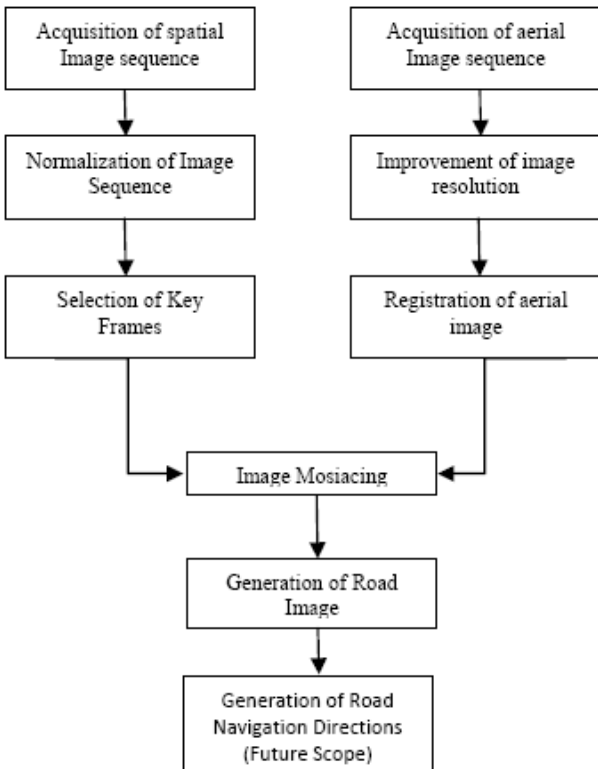 Acquisition of spatial
Image sequence
Acquisition of aerial
Image sequence
Normalization of Image
Sequence
Improvement of image
resolution
Selection of Key
Frames
Registration of aerial
image
Image Mosiacing
Generation of Road
Image
Generation of Road
Navigation Directions
(Future Scope)